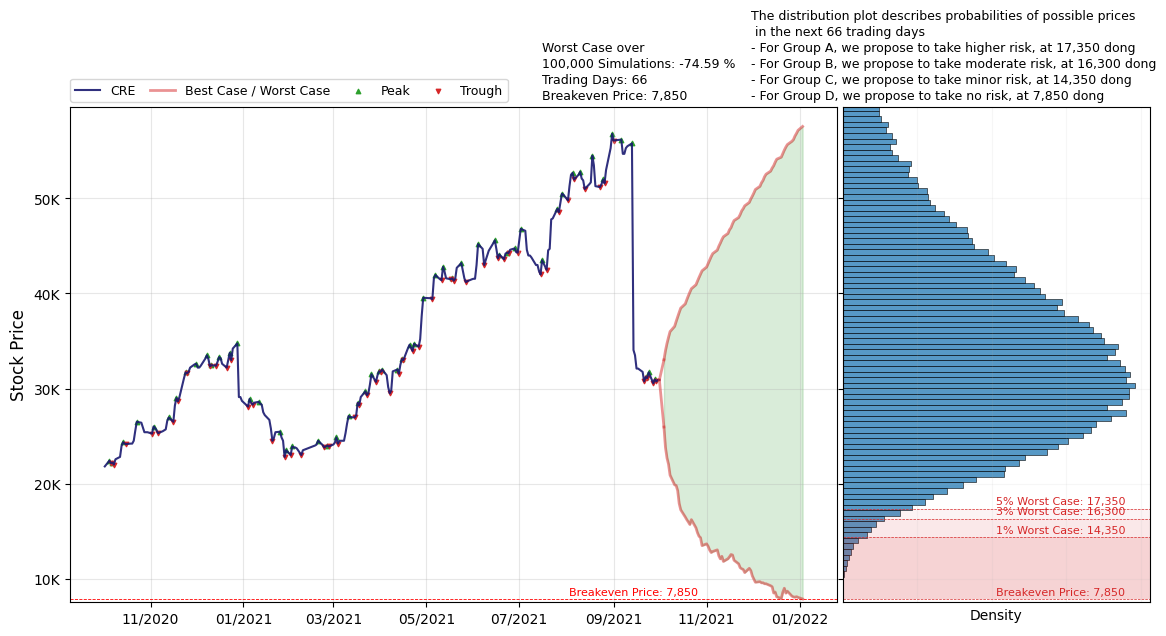 The distribution plot describes probabilities of possible prices
in the next 66 trading days
- For Group A, we propose to take higher risk, at 17,350 dong
- For Group B, we propose to take moderate risk, at 16,300 dong
- For Group C, we propose to take minor risk, at 14,350 dong
- For Group D, we propose to take no risk, at 7,850 dong
Worst Case over
100,000 Simulations: -74.59 %
Trading Days: 66
Breakeven Price: 7,850
CRE
Best Case / Worst Case
Peak
Trough
Stock Price
50K
40K
30K
20K
10K
Breakeven Price: 7,850
11/2020
01/2021
03/2021
05/2021
07/2021
09/2021
11/2021
01/2022
5% Worst Case: 17,350
3% Worst Case: 16,300
1% Worst Case: 14,350
Breakeven Price: 7,850
Density